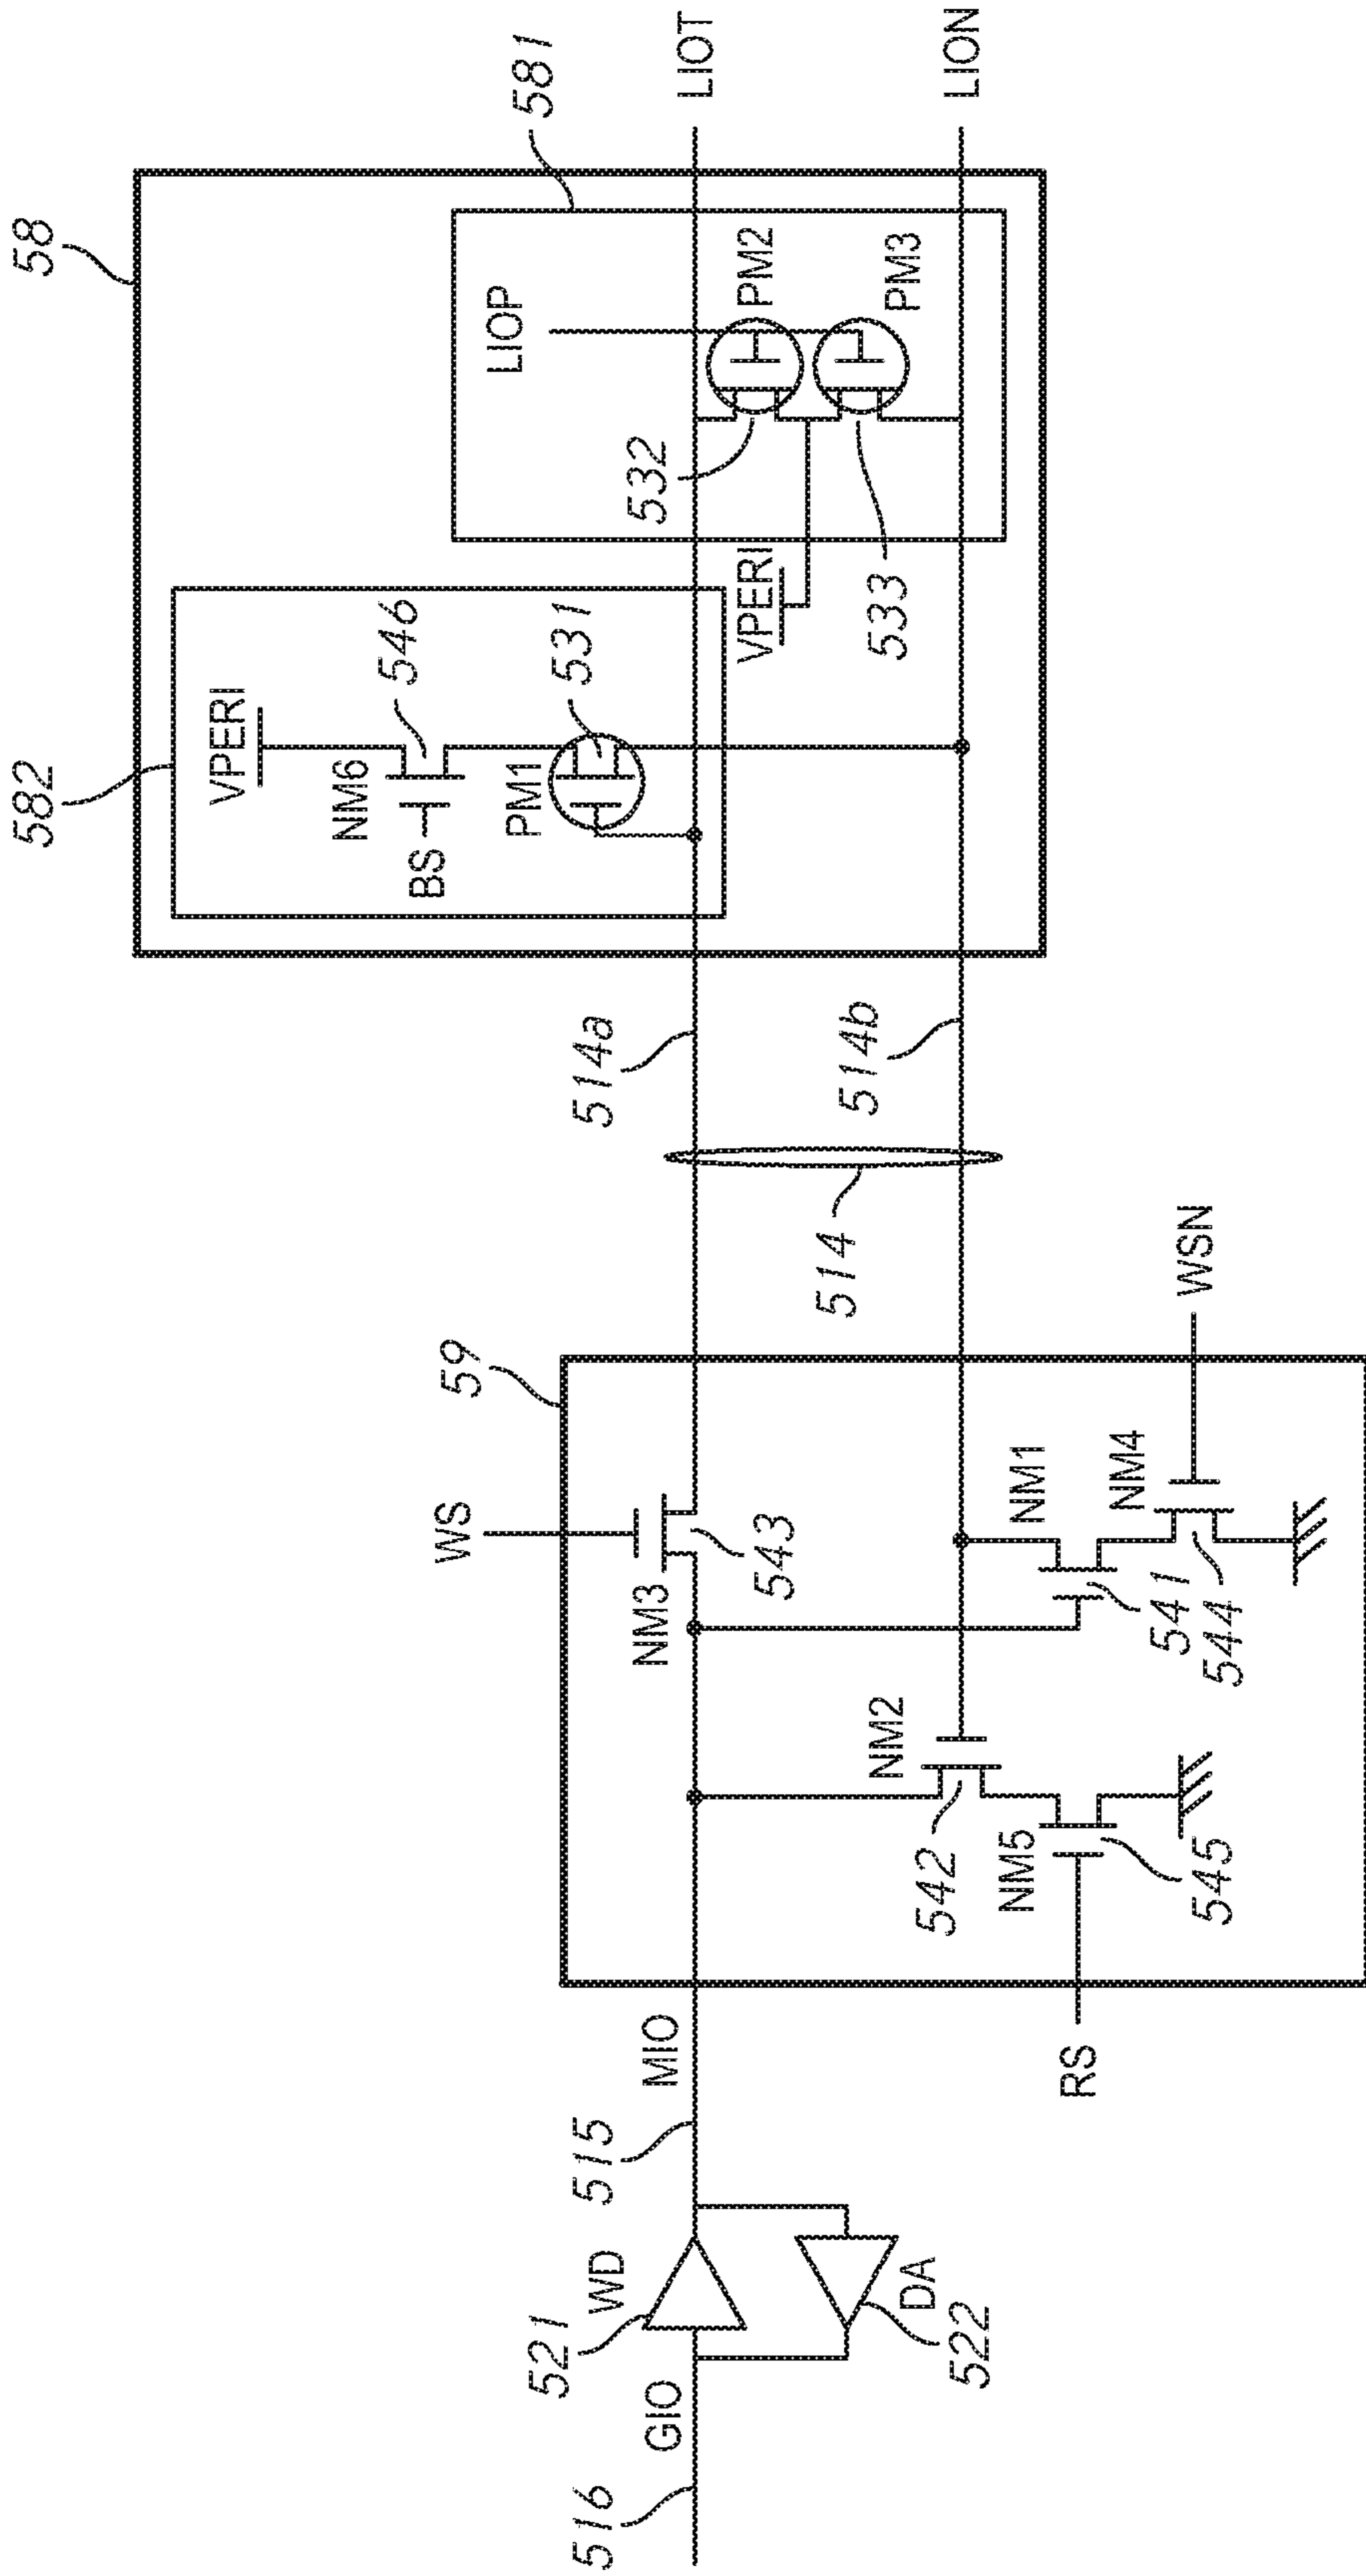 58
582
581
VPERI
LIOP
NM6
546
BS
PM1
531
532
PM2
LIOT
VPERI
533
PM3
LION
514a
514b
514
59
WS
NM3
543
WSN
NM1
NM4
541
544
NM2
542
NM5
545
RS
MIO
515
521
WD
GIO
516
DA
522